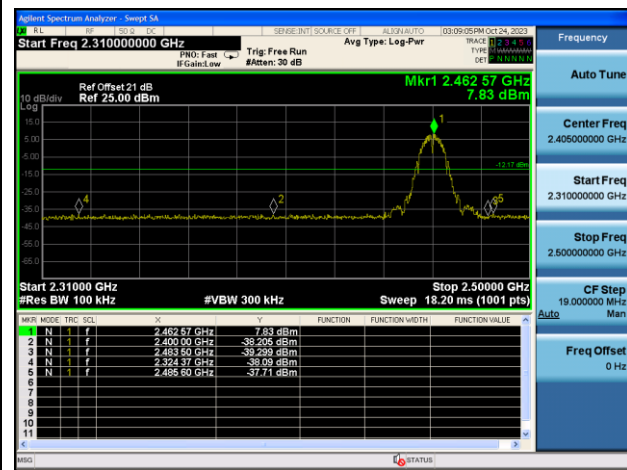 Agilent Spectrum Analyzer - Swept SA
RL RF 50 Ω DC SENSE:INT SOURCE OFF ALIGN AUTO 03:09:05 PM Oct 24, 2023
Start Freq 2.310000000 GHz
PNO: Fast
IFGain:Low
Trig: Free Run
#Atten: 30 dB
Avg Type: Log-Pwr
TRACE 1 2 3 4 5 6
TYPE
DET P N N N N N
Frequency
Auto Tune
Center Freq
2.405000000 GHz
Start Freq
2.310000000 GHz
Stop Freq
2.500000000 GHz
CF Step
19.000000 MHz
Auto Man
Freq Offset
0 Hz
Ref Offset 21 dB
10 dB/div Ref 25.00 dBm
Log
Mkr1 2.462 57 GHz
7.83 dBm
15.0
5.00
-5.00
-15.0
-25.0
-35.0
-45.0
-55.0
-65.0
-12.17 dBm
1
4
2
5
Start 2.31000 GHz Stop 2.50000 GHz
#Res BW 100 kHz #VBW 300 kHz Sweep 18.20 ms (1001 pts)
MKR MODE TRC SCL X Y FUNCTION FUNCTION WIDTH FUNCTION VALUE
1 N 1 f 2.462 57 GHz 7.83 dBm
2 N 1 f 2.400 00 GHz -38.205 dBm
3 N 1 f 2.483 50 GHz -39.299 dBm
4 N 1 f 2.324 37 GHz -38.09 dBm
5 N 1 f 2.485 60 GHz -37.71 dBm
6
7
8
9
10
11
MSG STATUS